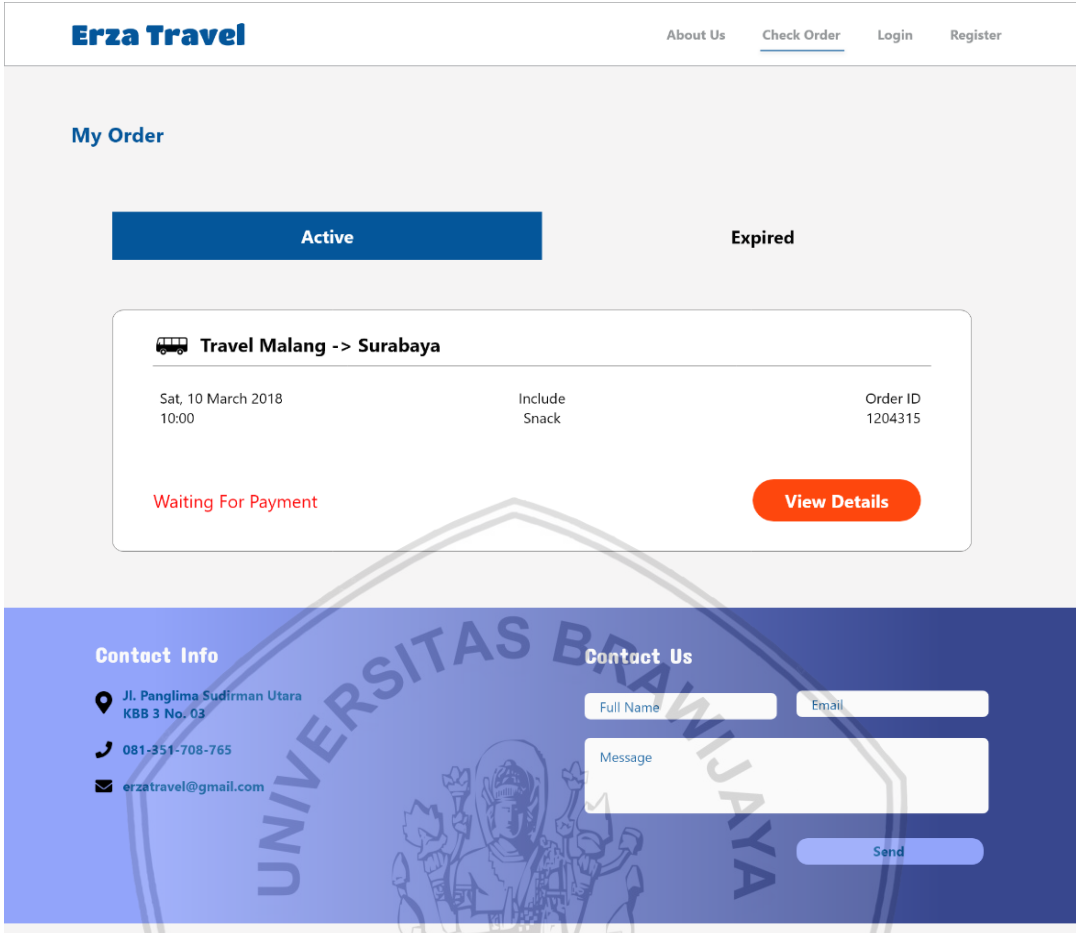 Erza Travel
About Us Check Order Login Register
My Order
Active Expired
Travel Malang -> Surabaya
Sat, 10 March 2018 Include Order ID
10:00 Snack 1204315
Waiting For Payment View Details
Contact Info
Jl. Panglima Sudirman Utara
KBB 3 No. 03
081-351-708-765
erzatravel@gmail.com
Contact Us
Full Name Email
Message
Send
UNIVERSITAS BRAWIJAYA